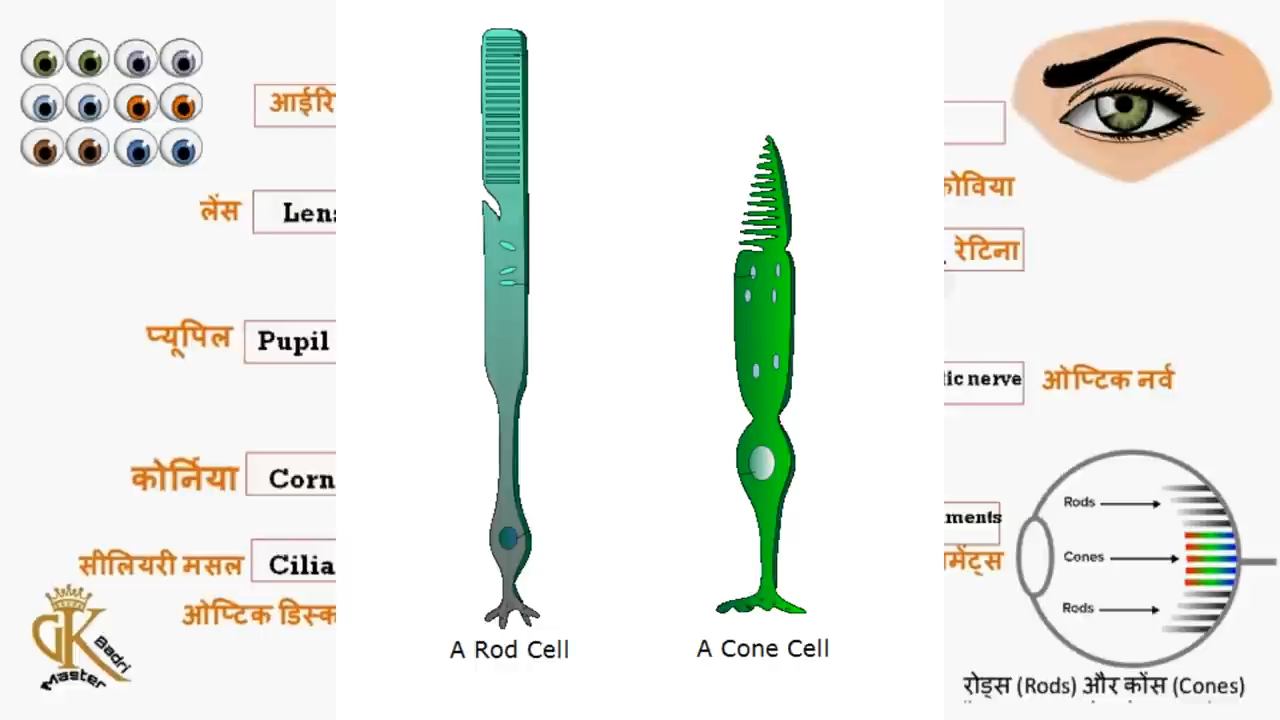 आईरि
लेंस
Lens
प्यूपिल
Pupil
कोर्निया
Corn
सीलियरी मसल
Cilia
ओप्टिक डिस्क
GK
Badri
Master
A Rod Cell
A Cone Cell
ोविया
रेटिना
ic nerve
ओप्टिक नर्व
ments
मेंट्स
Rods
Cones
Rods
रोड्स (Rods) और कोंस (Cones)